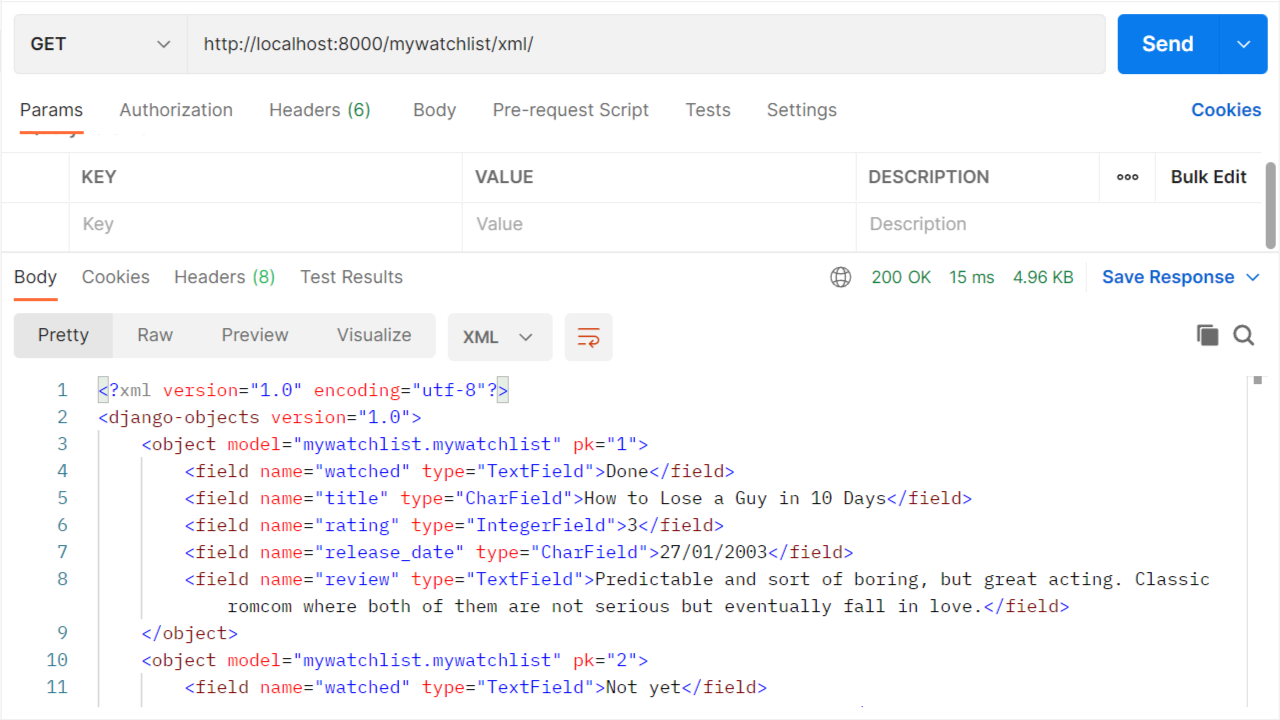 GET http://localhost:8000/mywatchlist/xml/ Send
Params Authorization Headers (6) Body Pre-request Script Tests Settings Cookies
KEY VALUE DESCRIPTION ooo Bulk Edit
Key Value Description
Body Cookies Headers (8) Test Results 200 OK 15 ms 4.96 KB Save Response
Pretty Raw Preview Visualize XML
1 <?xml version="1.0" encoding="utf-8"?>
2 <django-objects version="1.0">
3 <object model="mywatchlist.mywatchlist" pk="1">
4 <field name="watched" type="TextField">Done</field>
5 <field name="title" type="CharField">How to Lose a Guy in 10 Days</field>
6 <field name="rating" type="IntegerField">3</field>
7 <field name="release_date" type="CharField">27/01/2003</field>
8 <field name="review" type="TextField">Predictable and sort of boring, but great acting. Classic
romcom where both of them are not serious but eventually fall in love.</field>
9 </object>
10 <object model="mywatchlist.mywatchlist" pk="2">
11 <field name="watched" type="TextField">Not yet</field>